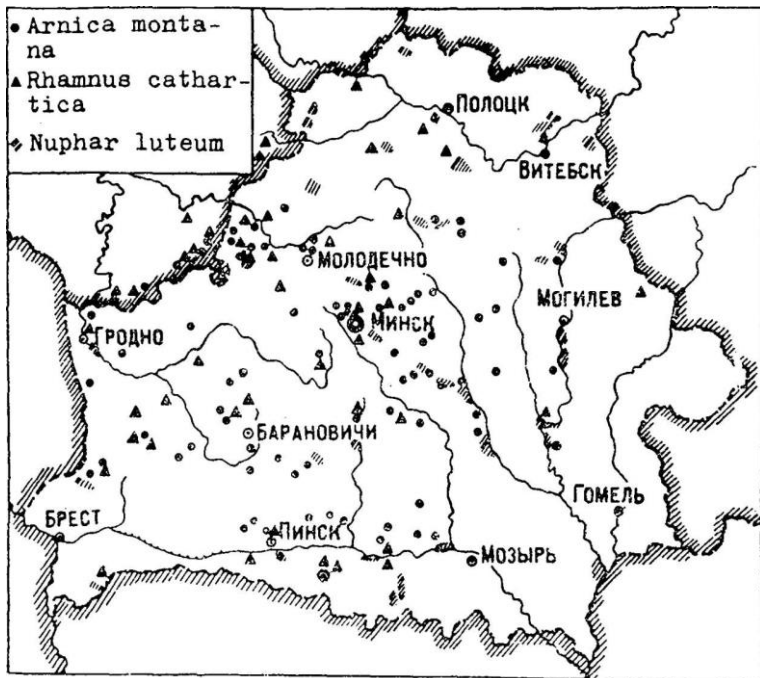 Arnica monta-
na
Rhamnus cathar-
tica
Nuphar luteum
ПОЛОЦК
ВИТЕБСК
МОЛОДЕЧНО
МОГИЛЕВ
МИНСК
ГРОДНО
БАРАНОВИЧИ
ГОМЕЛЬ
БРЕСТ
ПИНСК
МОЗЫРЬ